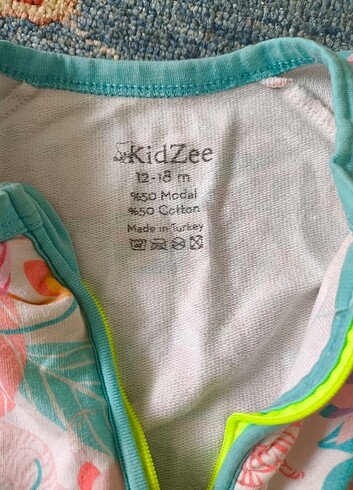 KidZee
12-18 m
%50 Modal
%50 Cotton
Made in Turkey